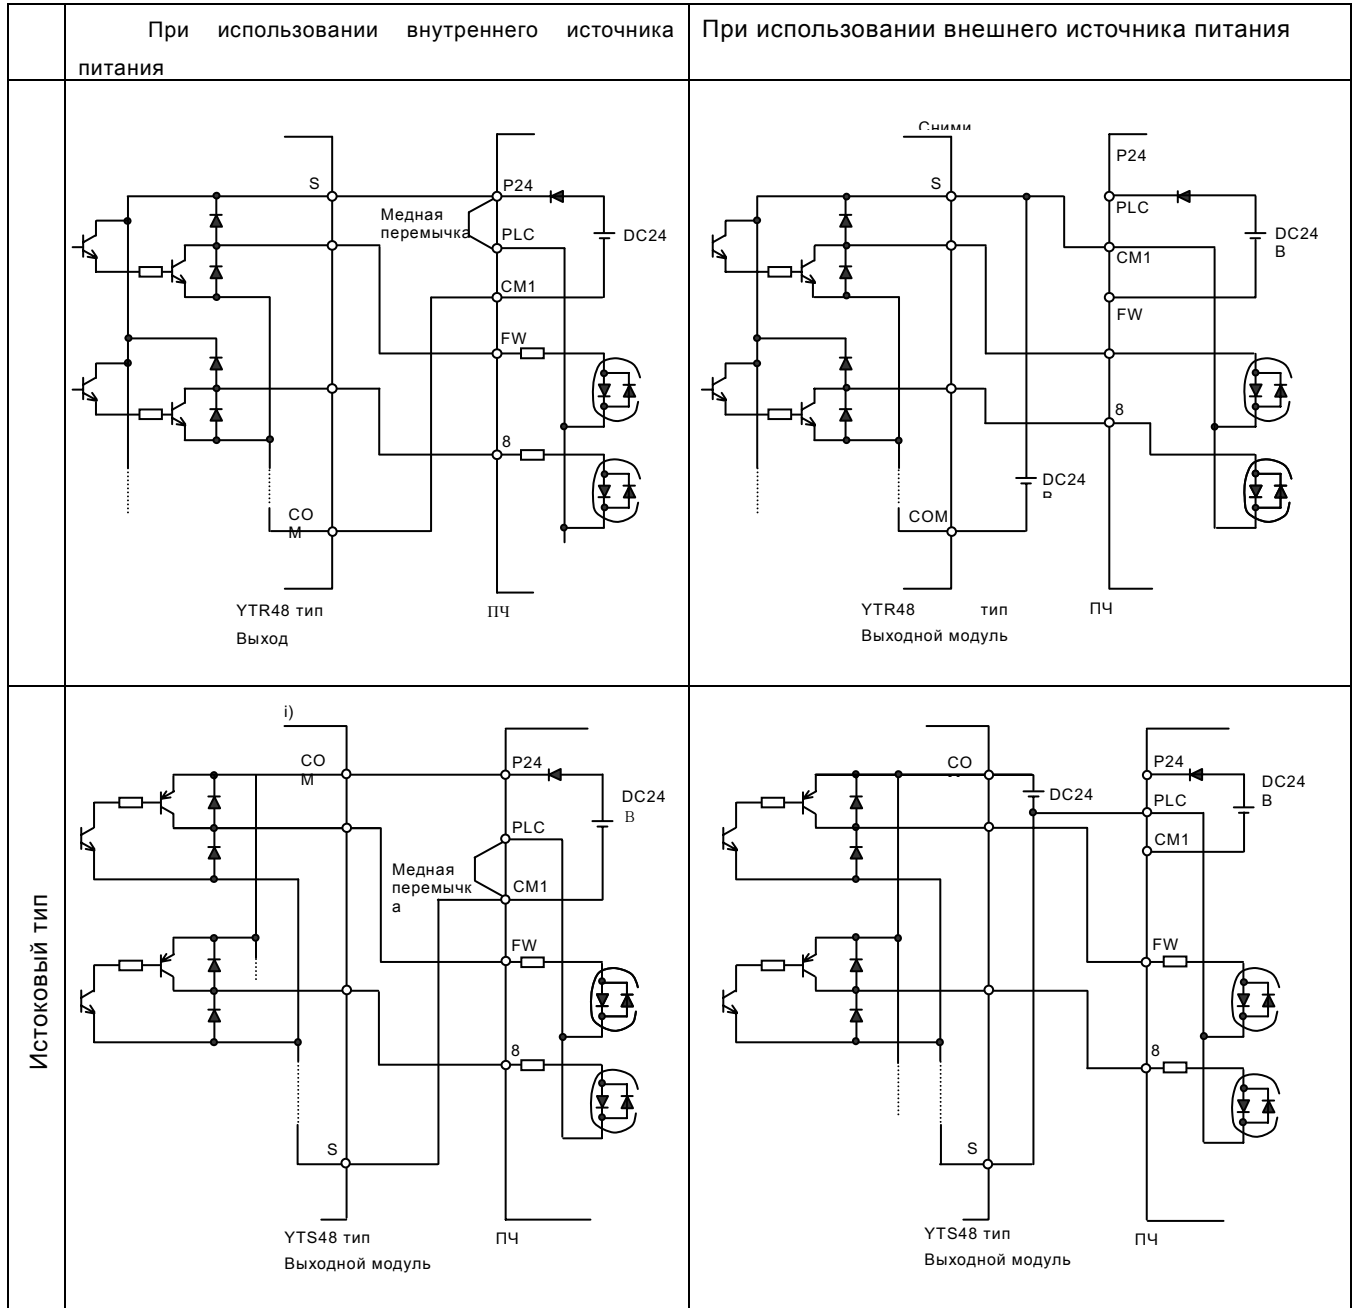 При использовании внутреннего источника
питания
При использовании внешнего источника питания
S
P24
Медная
перемычка
PLC
DC24
CM1
FW
8
CO
M
YTR48 тип
ПЧ
Выход
Сними
P24
S
PLC
DC24
В
CM1
FW
8
DC24
В
COM
YTR48 тип
ПЧ
Выходной модуль
Истоковый тип
i)
CO
M
P24
DC24
В
PLC
Медная
перемычк
а
CM1
FW
8
S
YTS48 тип
ПЧ
Выходной модуль
CO
P24
DC24
В
DC24
PLC
CM1
FW
8
S
YTS48 тип
ПЧ
Выходной модуль